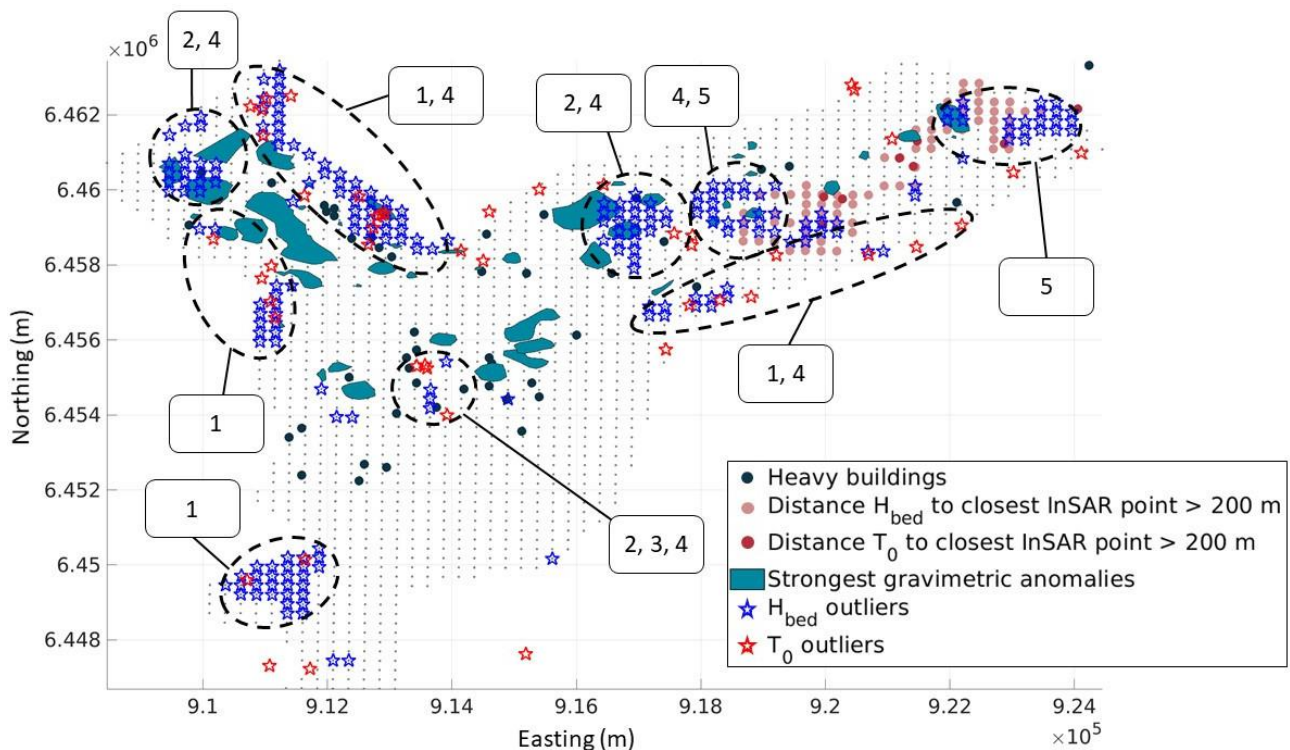 2, 4
×10⁶
1, 4
2, 4
4, 5
6.462
6.46
6.458
6.456
6.454
6.452
6.45
6.448
Northing (m)
5
1, 4
1
1
2, 3, 4
Heavy buildings
Distance H_bed to closest InSAR point > 200 m
Distance T_0 to closest InSAR point > 200 m
Strongest gravimetric anomalies
H_bed outliers
T_0 outliers
9.1 9.12 9.14 9.16 9.18 9.2 9.22 9.24
Easting (m)
×10⁵